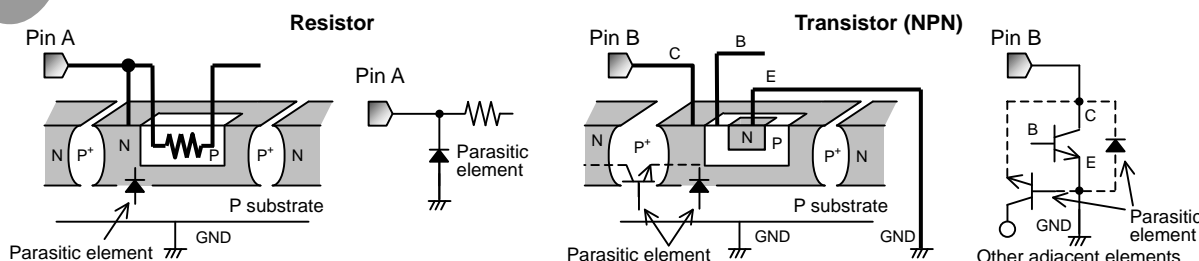 Resistor
Pin A
Pin A
N
P+
N
P
P+
N
Parasitic
element
P substrate
Parasitic element
GND
Transistor (NPN)
Pin B
C
B
E
N
P+
N
P
P+
N
P substrate
Parasitic element
GND
GND
Pin B
C
B
E
GND
Parasitic
element
Other adjacent elements